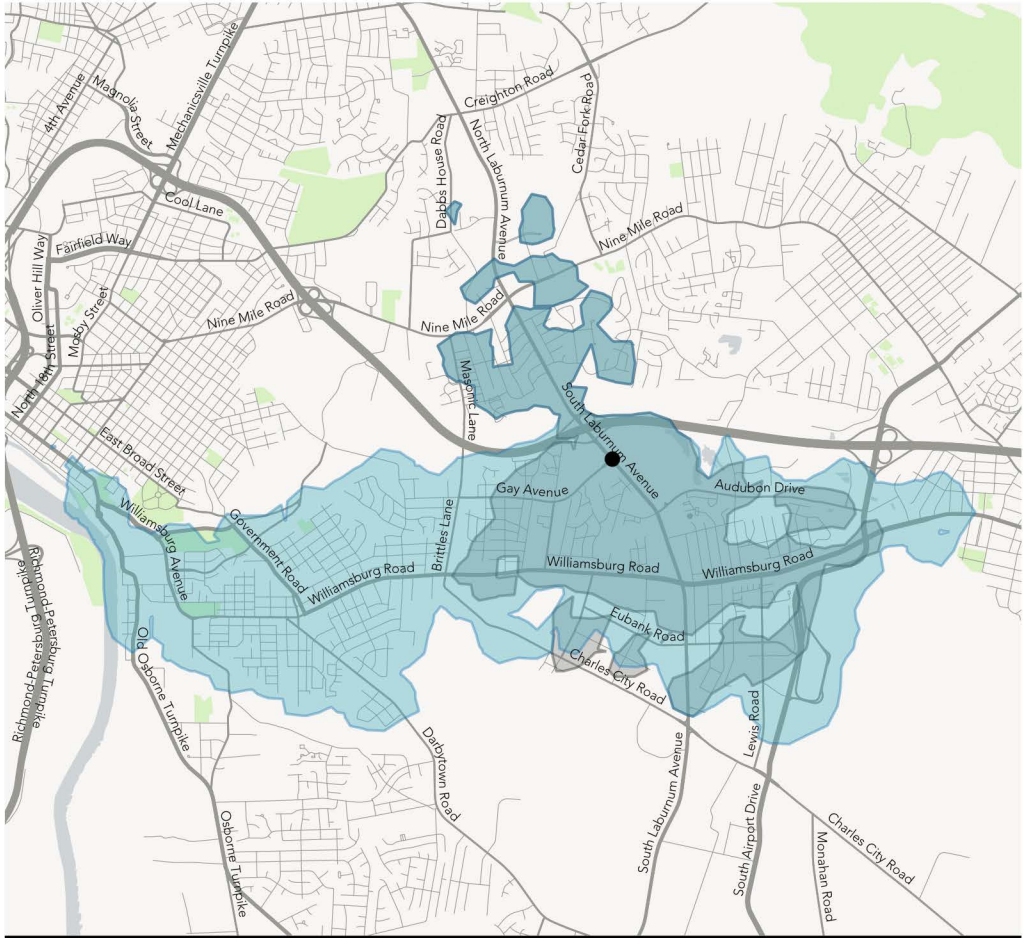 Mechanicsville Turnpike
4th Avenue
Magnolia Street
Creighton Road
Cedar Fork Road
Dabbs House Road
North Laburnum Avenue
Cool Lane
Fairfield Way
Oliver Hill Way
Nine Mile Road
Mosby Street
Nine Mile Road
Nine Mile Road
North 18th Street
Masonic Lane
South Laburnum Avenue
East Broad Street
Gay Avenue
Audubon Drive
Williamsburg Avenue
Government Road
Brittles Lane
Williamsburg Road
Williamsburg Road
Williamsburg Road
Eubank Road
Richmond-Petersburg Turnpike
Richmond-Petersburg Turnpike
Old Osborne Turnpike
Charles City Road
Lewis Road
Darbytown Road
South Laburnum Avenue
South Airport Drive
Osborne Turnpike
Charles City Road
Monahan Road